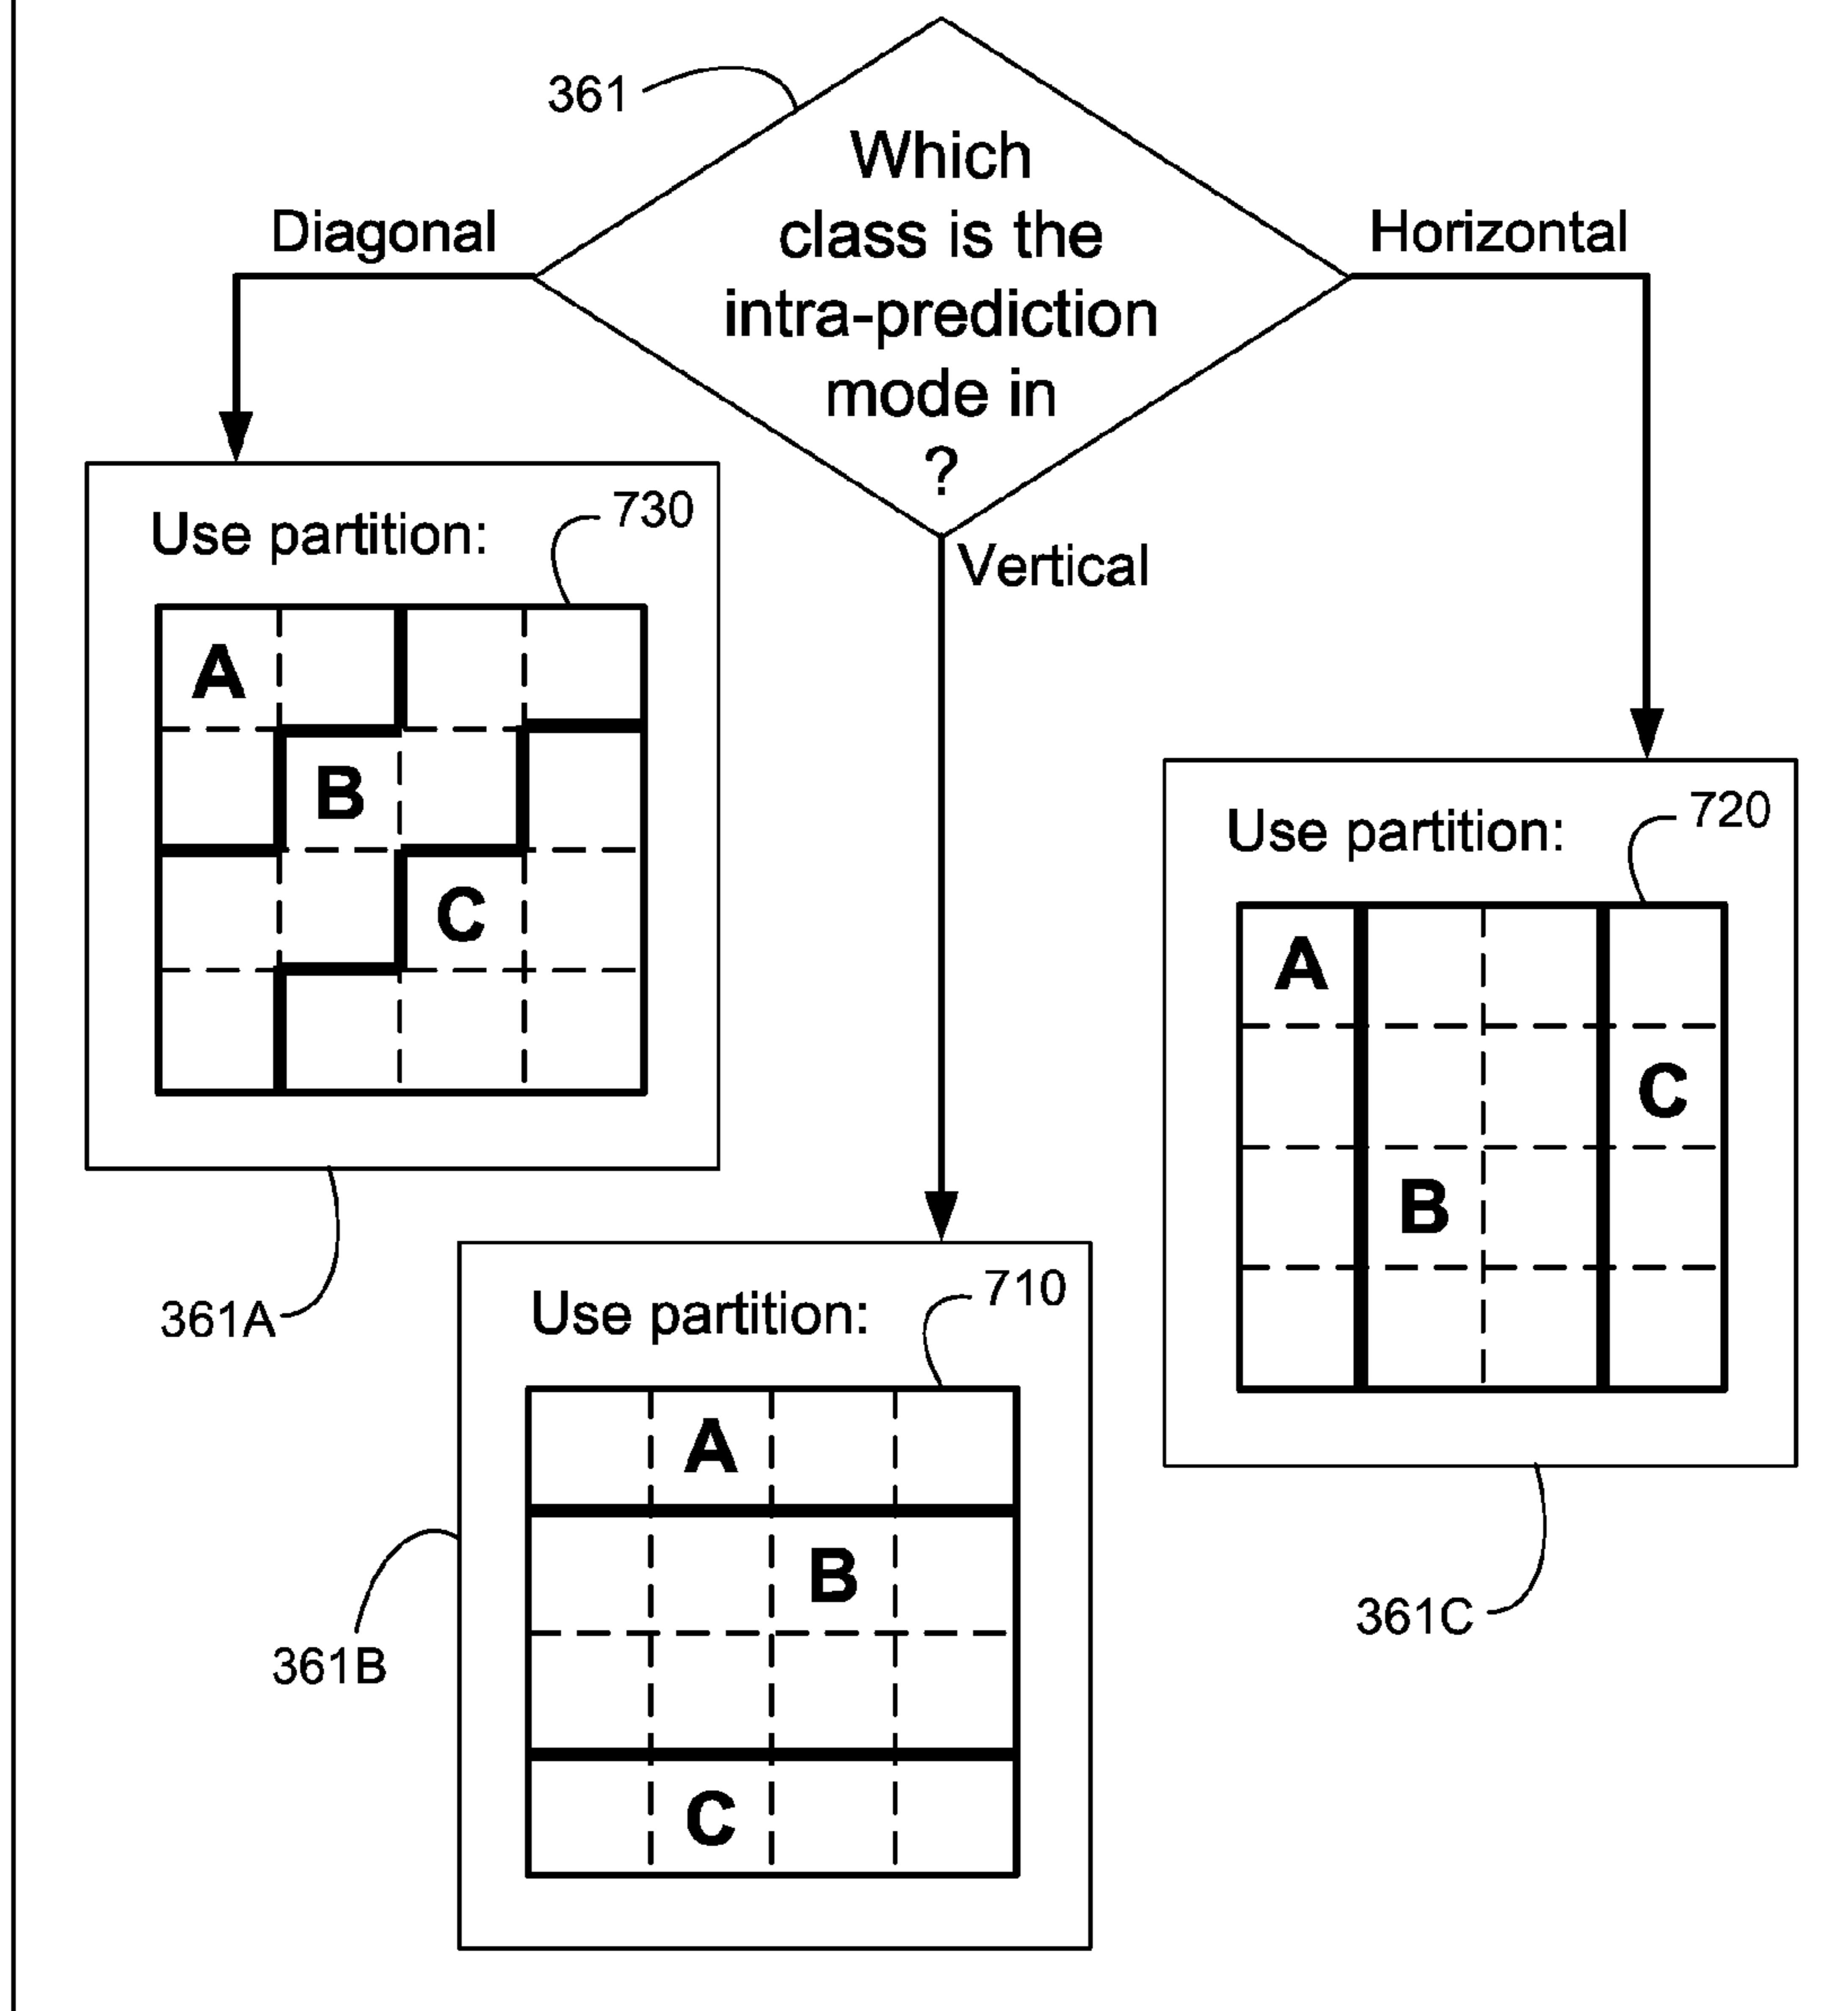 361
Which
class is the
intra-prediction
mode in
?
Diagonal
Horizontal
Vertical
Use partition:
730
A
B
C
361A
Use partition:
720
A
C
B
361C
Use partition:
710
A
B
C
361B